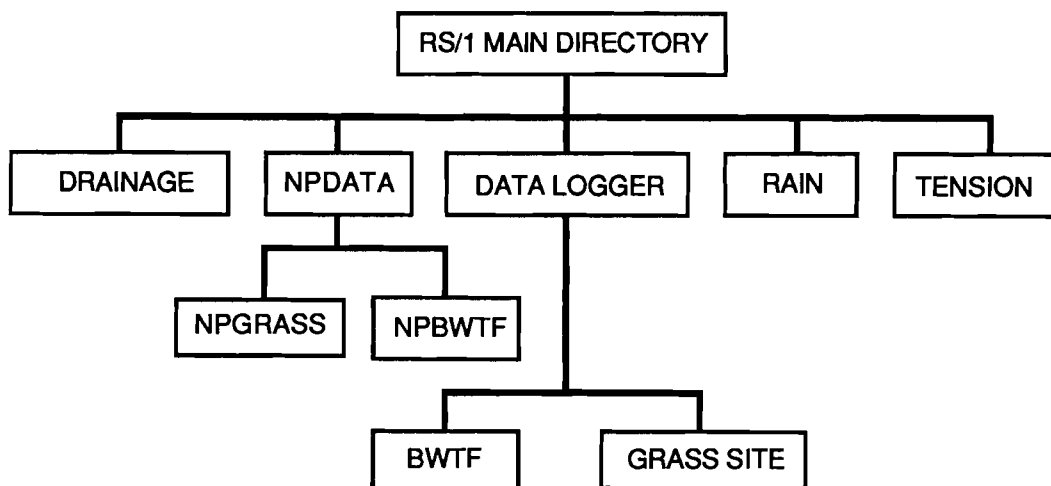 RS/1 MAIN DIRECTORY
DRAINAGE
NPDATA
DATA LOGGER
RAIN
TENSION
NPGRASS
NPBWTF
BWTF
GRASS SITE